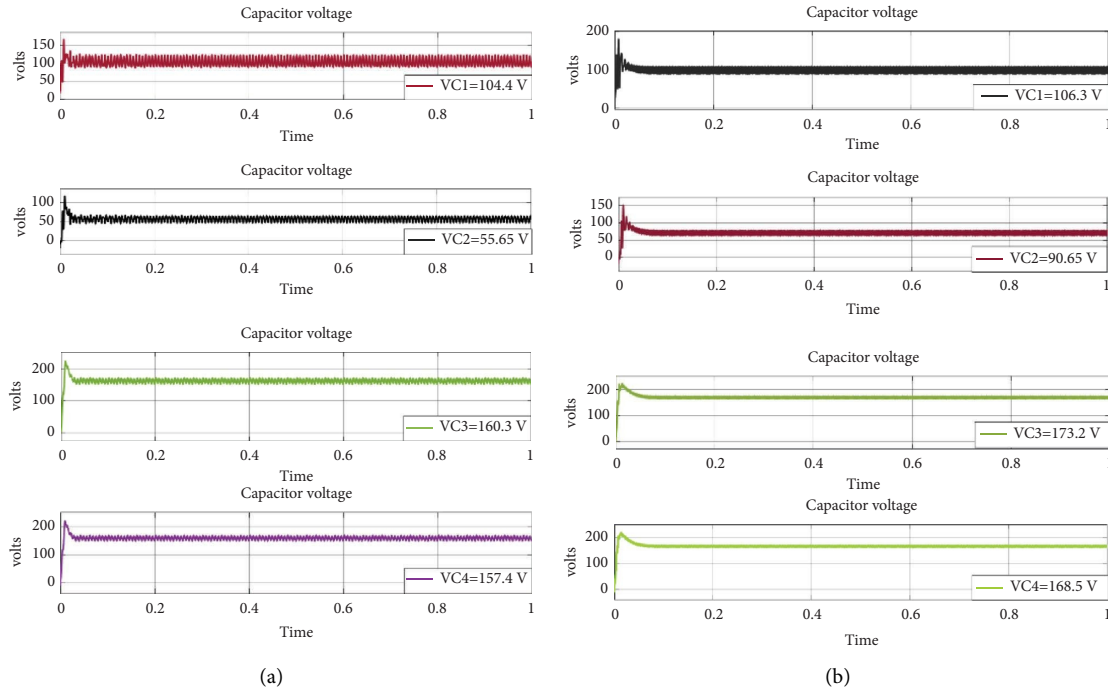 Capacitor voltage
volts
150
100
50
0
VC1=104.4 V
0 0.2 0.4 0.6 0.8 1
Time
Capacitor voltage
volts
100
50
0
VC2=55.65 V
0 0.2 0.4 0.6 0.8 1
Time
Capacitor voltage
volts
200
100
0
VC3=160.3 V
0 0.2 0.4 0.6 0.8 1
Time
Capacitor voltage
volts
200
100
0
VC4=157.4 V
0 0.2 0.4 0.6 0.8 1
Time
(a)
Capacitor voltage
volts
200
100
0
VC1=106.3 V
0 0.2 0.4 0.6 0.8 1
Time
Capacitor voltage
volts
150
100
50
0
VC2=90.65 V
0 0.2 0.4 0.6 0.8 1
Time
Capacitor voltage
volts
200
100
0
VC3=173.2 V
0 0.2 0.4 0.6 0.8
Time
Capacitor voltage
volts
200
100
0
VC4=168.5 V
0 0.2 0.4 0.6 0.8 1
Time
(b)